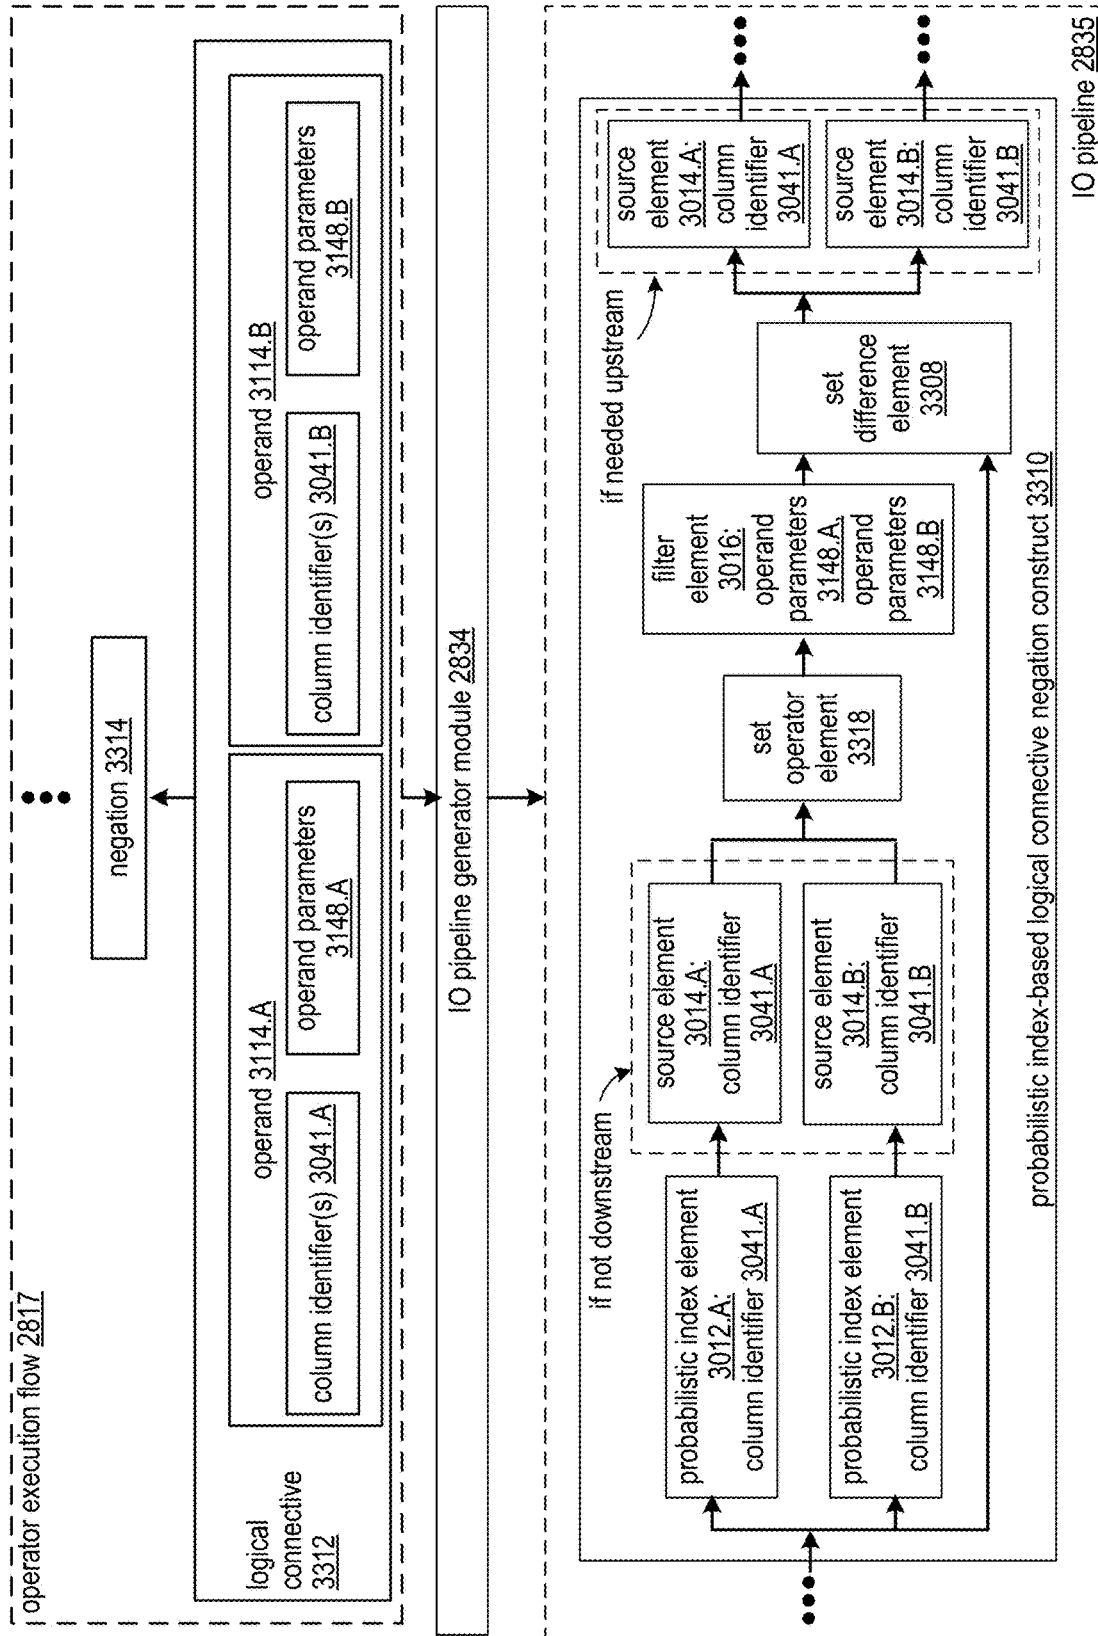 operator execution flow 2817
logical
connective
3312
operand 3114.A
column identifier(s) 3041.A
operand parameters
3148.A
operand 3114.B
column identifier(s) 3041.B
operand parameters
3148.B
negation 3314
IO pipeline generator module 2834
IO pipeline 2835
probabilistic index-based logical connective negation construct 3310
probabilistic index element
3012.A:
column identifier 3041.A
probabilistic index element
3012.B:
column identifier 3041.B
if not downstream
source element
3014.A:
column identifier
3041.A
source element
3014.B:
column identifier
3041.B
set
operator
element
3318
filter
element
3016:
operand
parameters
3148.A,
operand
parameters
3148.B
set
difference
element
3308
if needed upstream
source
element
3014.A:
column
identifier
3041.A
source
element
3014.B:
column
identifier
3041.B